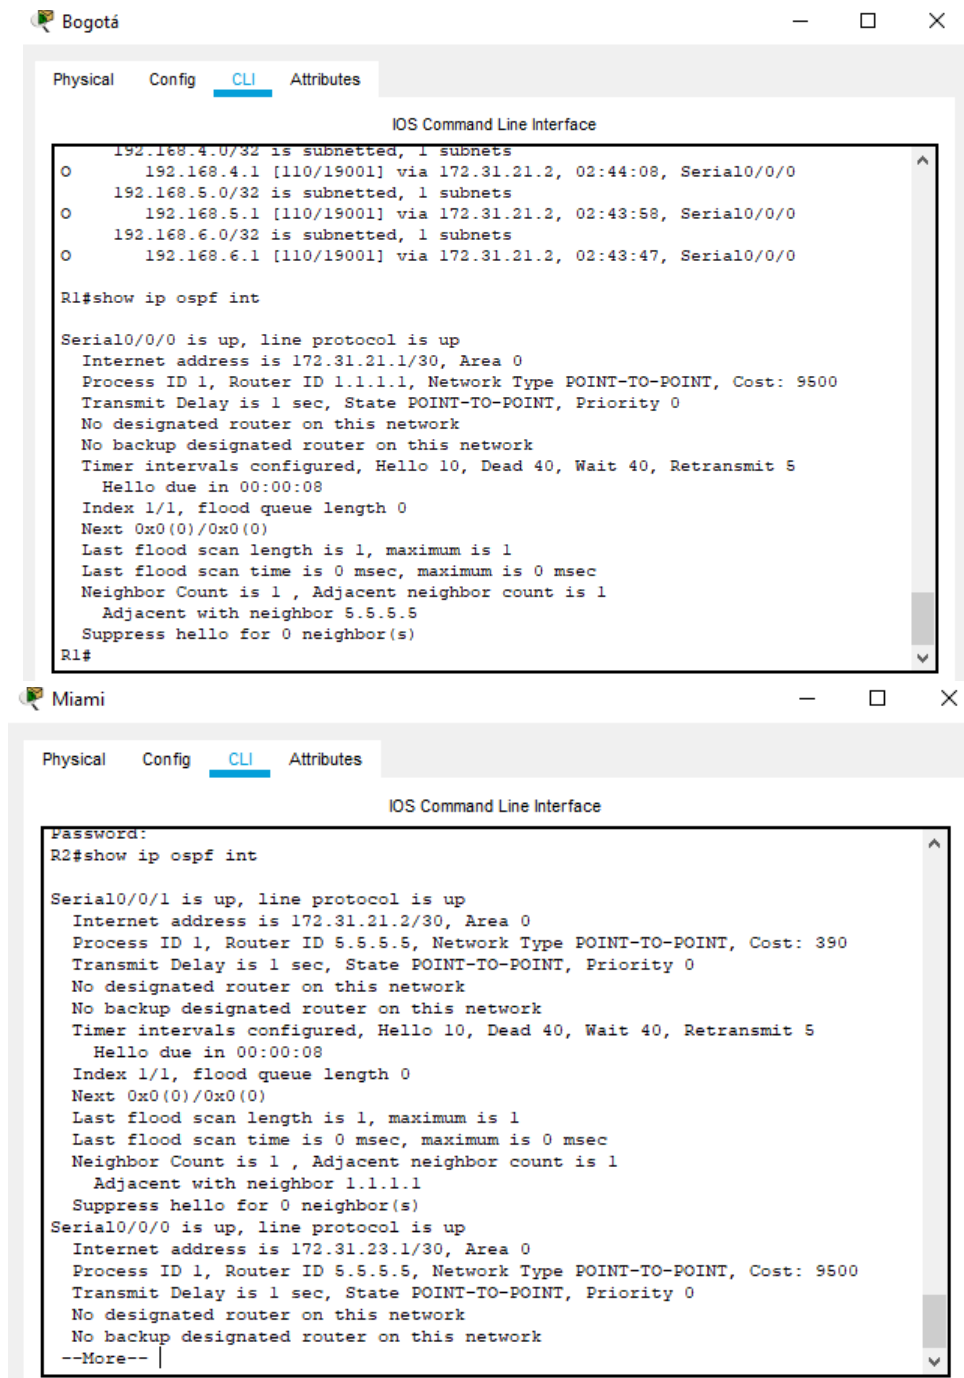 Bogotá
Physical Config CLI Attributes
IOS Command Line Interface
192.168.4.0/32 is subnetted, 1 subnets
O 192.168.4.1 [110/19001] via 172.31.21.2, 02:44:08, Serial0/0/0
192.168.5.0/32 is subnetted, 1 subnets
O 192.168.5.1 [110/19001] via 172.31.21.2, 02:43:58, Serial0/0/0
192.168.6.0/32 is subnetted, 1 subnets
O 192.168.6.1 [110/19001] via 172.31.21.2, 02:43:47, Serial0/0/0
R1#show ip ospf int
Serial0/0/0 is up, line protocol is up
Internet address is 172.31.21.1/30, Area 0
Process ID 1, Router ID 1.1.1.1, Network Type POINT-TO-POINT, Cost: 9500
Transmit Delay is 1 sec, State POINT-TO-POINT, Priority 0
No designated router on this network
No backup designated router on this network
Timer intervals configured, Hello 10, Dead 40, Wait 40, Retransmit 5
Hello due in 00:00:08
Index 1/1, flood queue length 0
Next 0x0(0)/0x0(0)
Last flood scan length is 1, maximum is 1
Last flood scan time is 0 msec, maximum is 0 msec
Neighbor Count is 1 , Adjacent neighbor count is 1
Adjacent with neighbor 5.5.5.5
Suppress hello for 0 neighbor(s)
R1#
Miami
Physical Config CLI Attributes
IOS Command Line Interface
Password:
R2#show ip ospf int
Serial0/0/1 is up, line protocol is up
Internet address is 172.31.21.2/30, Area 0
Process ID 1, Router ID 5.5.5.5, Network Type POINT-TO-POINT, Cost: 390
Transmit Delay is 1 sec, State POINT-TO-POINT, Priority 0
No designated router on this network
No backup designated router on this network
Timer intervals configured, Hello 10, Dead 40, Wait 40, Retransmit 5
Hello due in 00:00:08
Index 1/1, flood queue length 0
Next 0x0(0)/0x0(0)
Last flood scan length is 1, maximum is 1
Last flood scan time is 0 msec, maximum is 0 msec
Neighbor Count is 1 , Adjacent neighbor count is 1
Adjacent with neighbor 1.1.1.1
Suppress hello for 0 neighbor(s)
Serial0/0/0 is up, line protocol is up
Internet address is 172.31.23.1/30, Area 0
Process ID 1, Router ID 5.5.5.5, Network Type POINT-TO-POINT, Cost: 9500
Transmit Delay is 1 sec, State POINT-TO-POINT, Priority 0
No designated router on this network
No backup designated router on this network
--More--